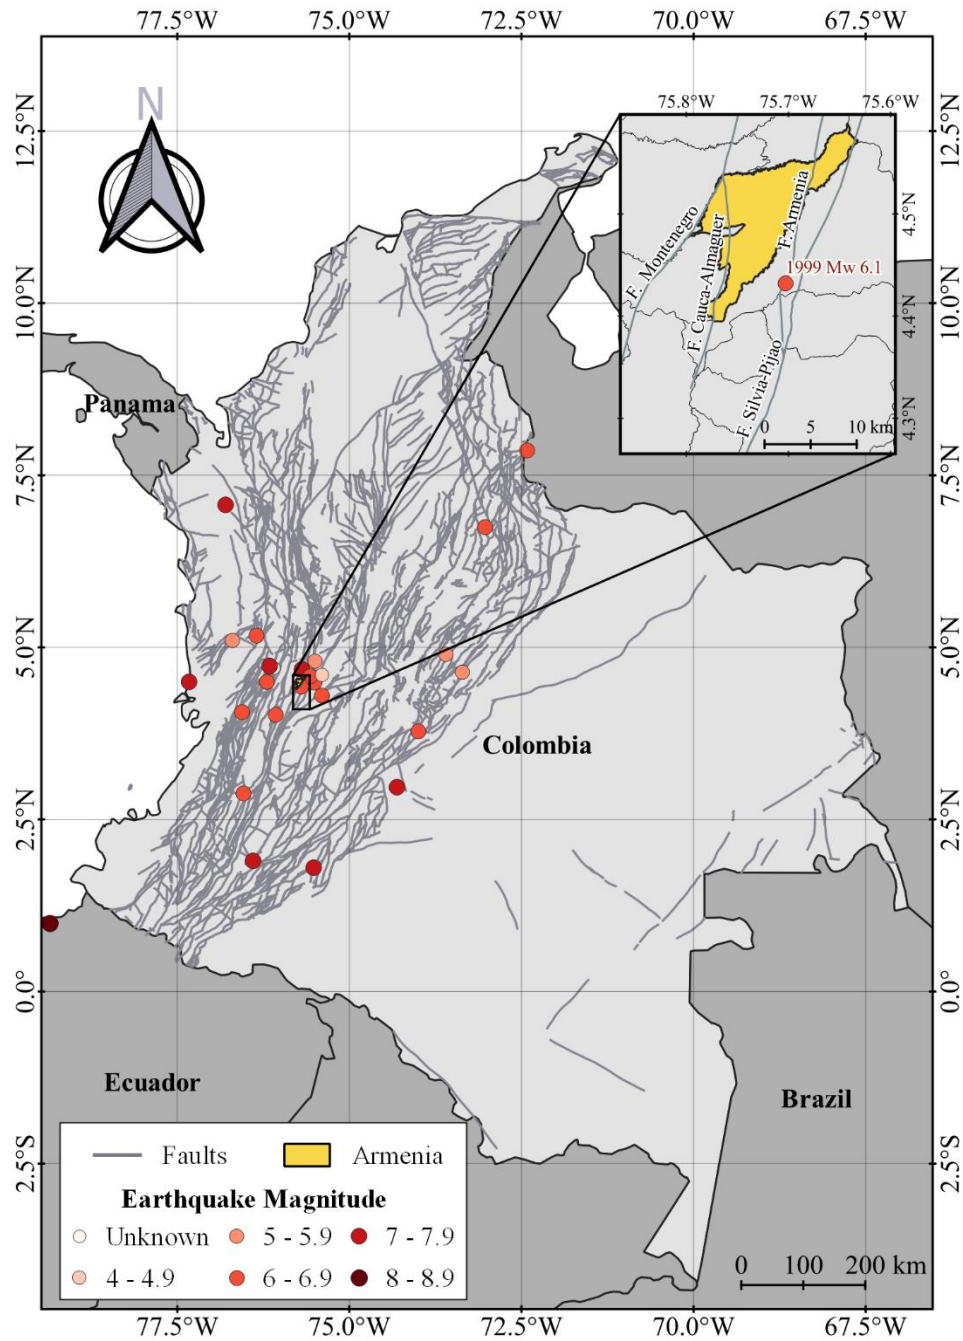 77.5°W 75.0°W 72.5°W 70.0°W 67.5°W
N
75.8°W 75.7°W 75.6°W
12.5°N 12.5°N
4.5°N
F. Montenegro
F. Cauca-Almaguer
F. Armenia
1999 Mw 6.1
10.0°N 10.0°N
4.4°N
F. Silvia-Pijao
4.3°N
0 5 10 km
Panama
7.5°N 7.5°N
5.0°N 5.0°N
Colombia
2.5°N 2.5°N
0.0° 0.0°
Ecuador
Brazil
Faults Armenia
2.5°S 2.5°S
Earthquake Magnitude
Unknown 5 - 5.9 7 - 7.9
4 - 4.9 6 - 6.9 8 - 8.9
0 100 200 km
77.5°W 75.0°W 72.5°W 70.0°W 67.5°W